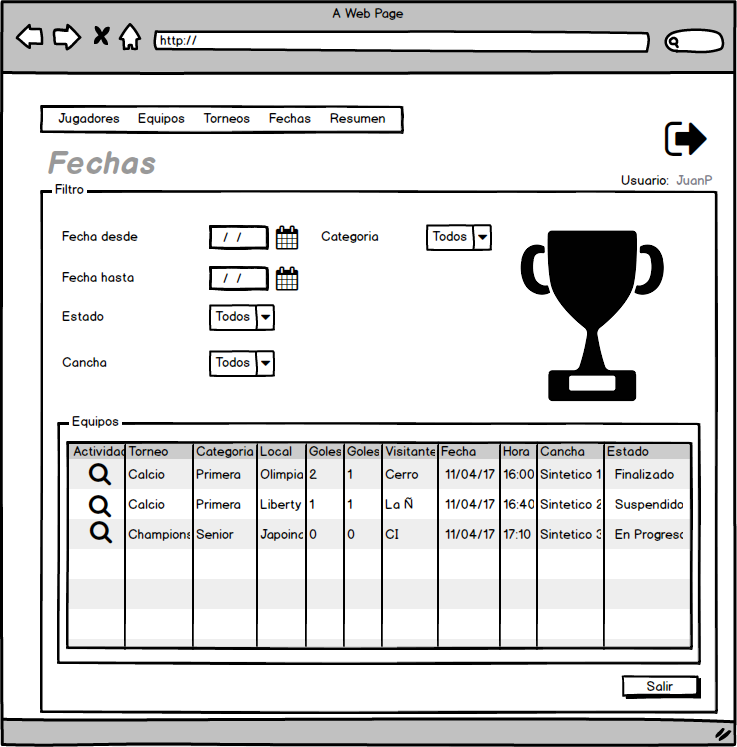 A Web Page
http://
Jugadores Equipos Torneos Fechas Resumen
Fechas
Usuario: JuanP
Filtro
Fecha desde / / Categoria Todos
Fecha hasta / /
Estado Todos
Cancha Todos
Equipos
Actividad Torneo Categoria Local Goles Goles Visitante Fecha Hora Cancha Estado
Calcio Primera Olimpia 2 1 Cerro 11/04/17 16:00 Sintetico 1 Finalizado
Calcio Primera Liberty 1 1 La Ñ 11/04/17 16:40 Sintetico 2 Suspendido
Champions Senior Japoinc 0 0 CI 11/04/17 17:10 Sintetico 3 En Progreso
Salir